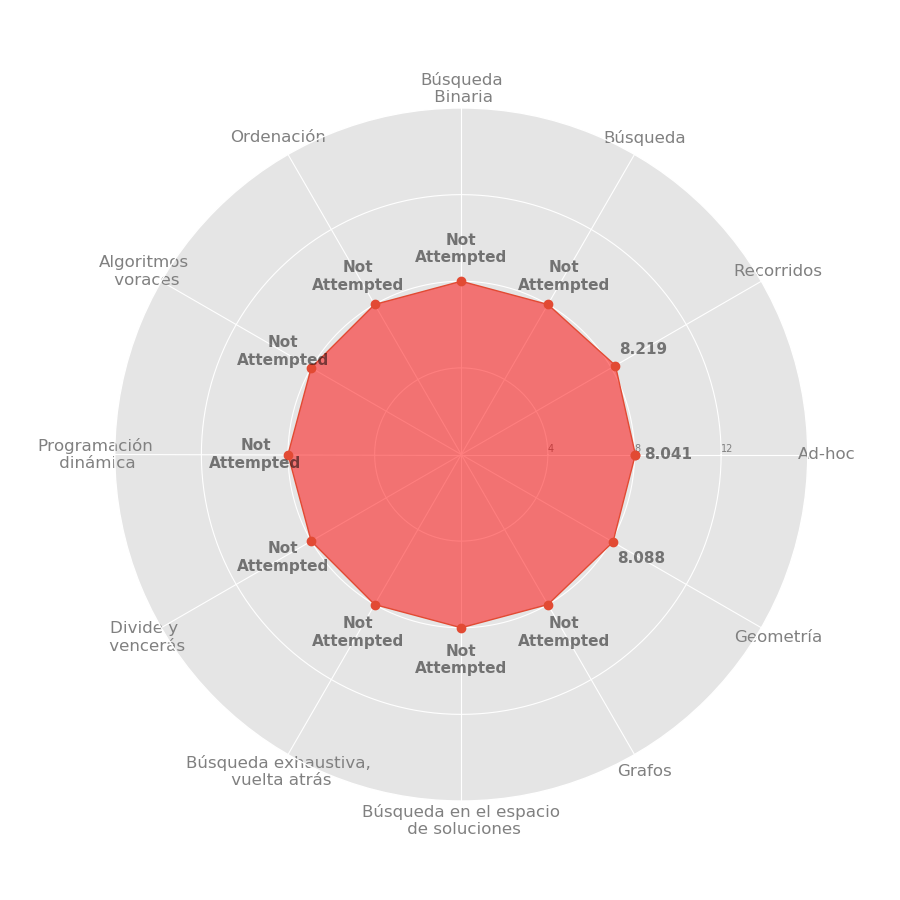 Búsqueda
Binaria
Ordenación
Búsqueda
Algoritmos
voraces
Recorridos
Not
Attempted
Not
Attempted
Not
Attempted
Not
Attempted
8.219
Programación
dinámica
Not
Attempted
4
8
12
8.041
Ad-hoc
Not
Attempted
8.088
Divide y
vencerás
Not
Attempted
Not
Attempted
Not
Attempted
Geometría
Búsqueda exhaustiva,
vuelta atrás
Grafos
Búsqueda en el espacio
de soluciones